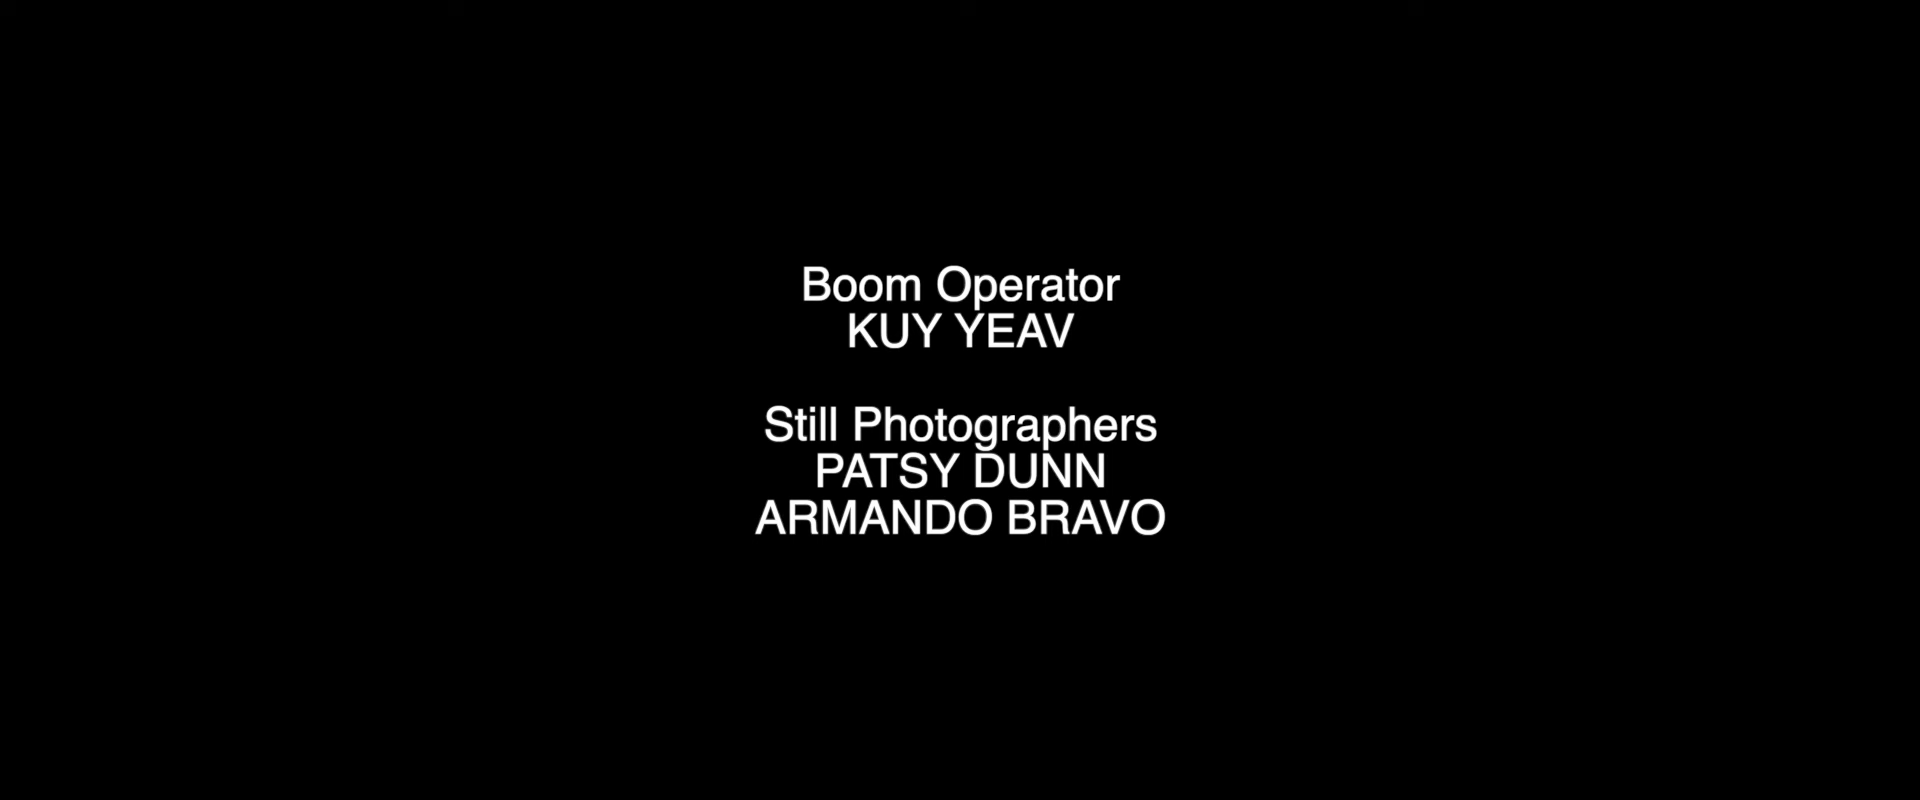 Boom Operator
KUY YEAV
Still Photographers
PATSY DUNN
ARMANDO BRAVO